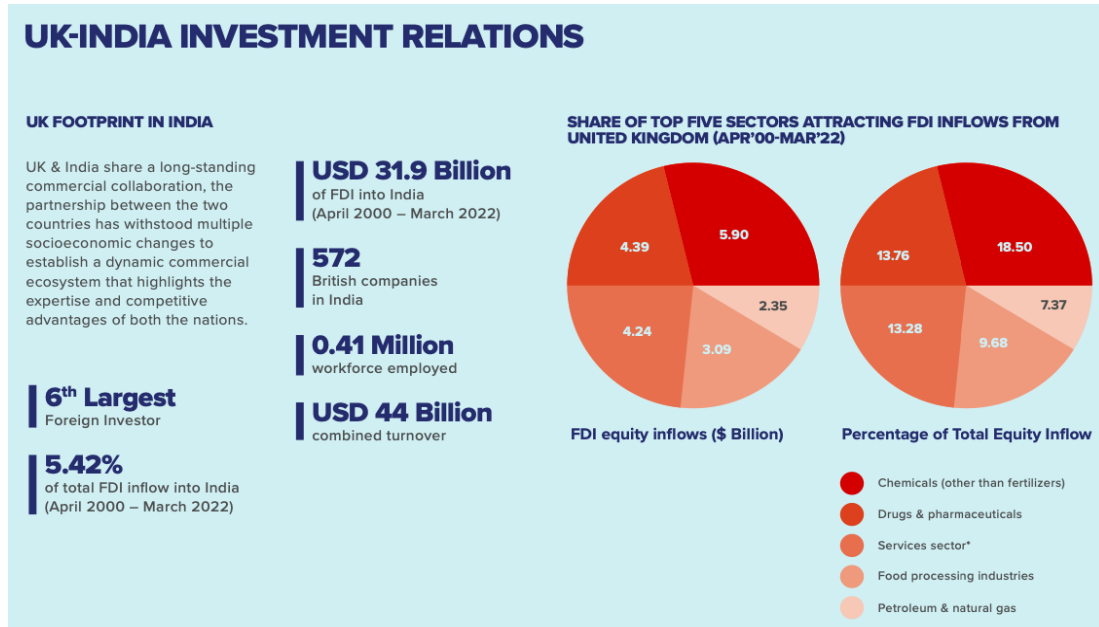 UK-INDIA INVESTMENT RELATIONS
UK FOOTPRINT IN INDIA
UK & India share a long-standing
commercial collaboration, the
partnership between the two
countries has withstood multiple
socioeconomic changes to
establish a dynamic commercial
ecosystem that highlights the
expertise and competitive
advantages of both the nations.
6th Largest
Foreign Investor
5.42%
of total FDI inflow into India
(April 2000 – March 2022)
USD 31.9 Billion
of FDI into India
(April 2000 – March 2022)
572
British companies
in India
0.41 Million
workforce employed
USD 44 Billion
combined turnover
SHARE OF TOP FIVE SECTORS ATTRACTING FDI INFLOWS FROM
UNITED KINGDOM (APR'00-MAR'22)
5.90
4.39
2.35
4.24
3.09
FDI equity inflows ($ Billion)
18.50
13.76
7.37
13.28
9.68
Percentage of Total Equity Inflow
Chemicals (other than fertilizers)
Drugs & pharmaceuticals
Services sector*
Food processing industries
Petroleum & natural gas